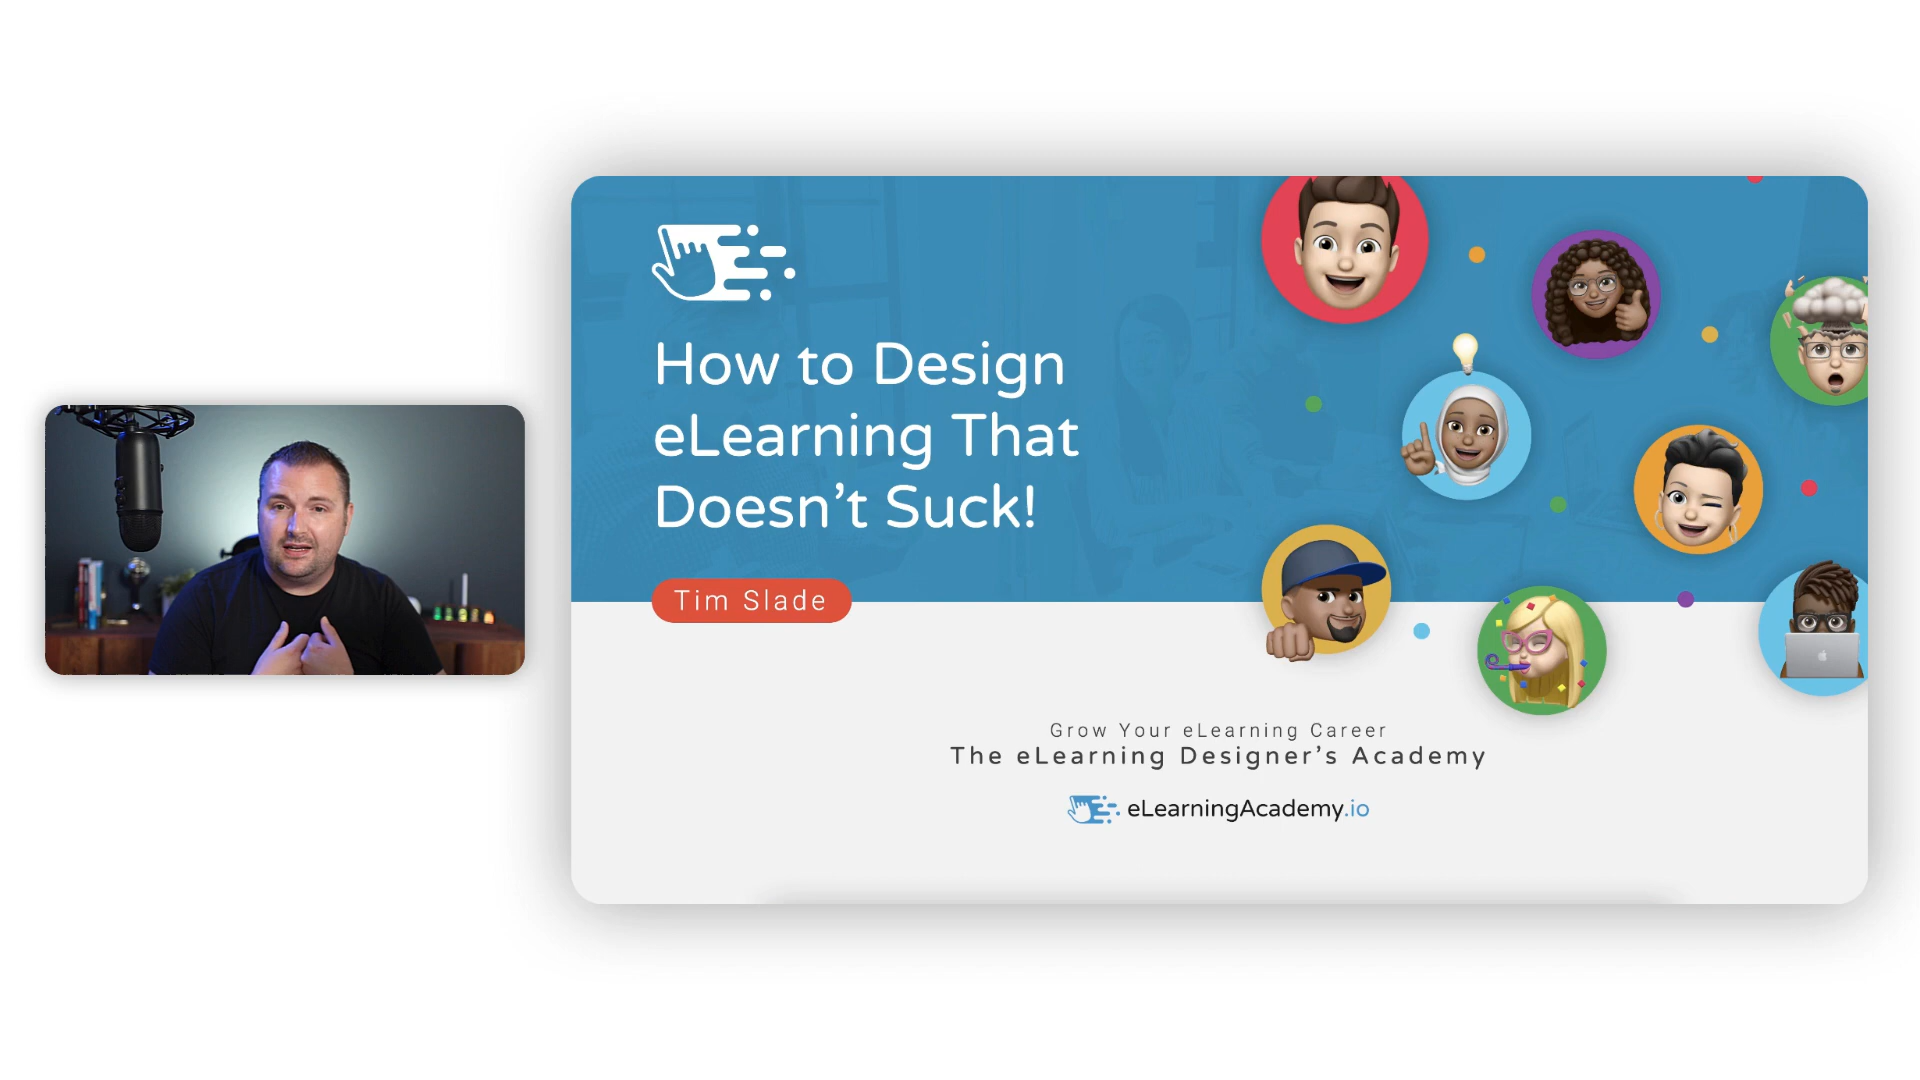 How to Design
eLearning That
Doesn't Suck!
Tim Slade
Grow Your eLearning Career
The eLearning Designer's Academy
eLearningAcademy.io